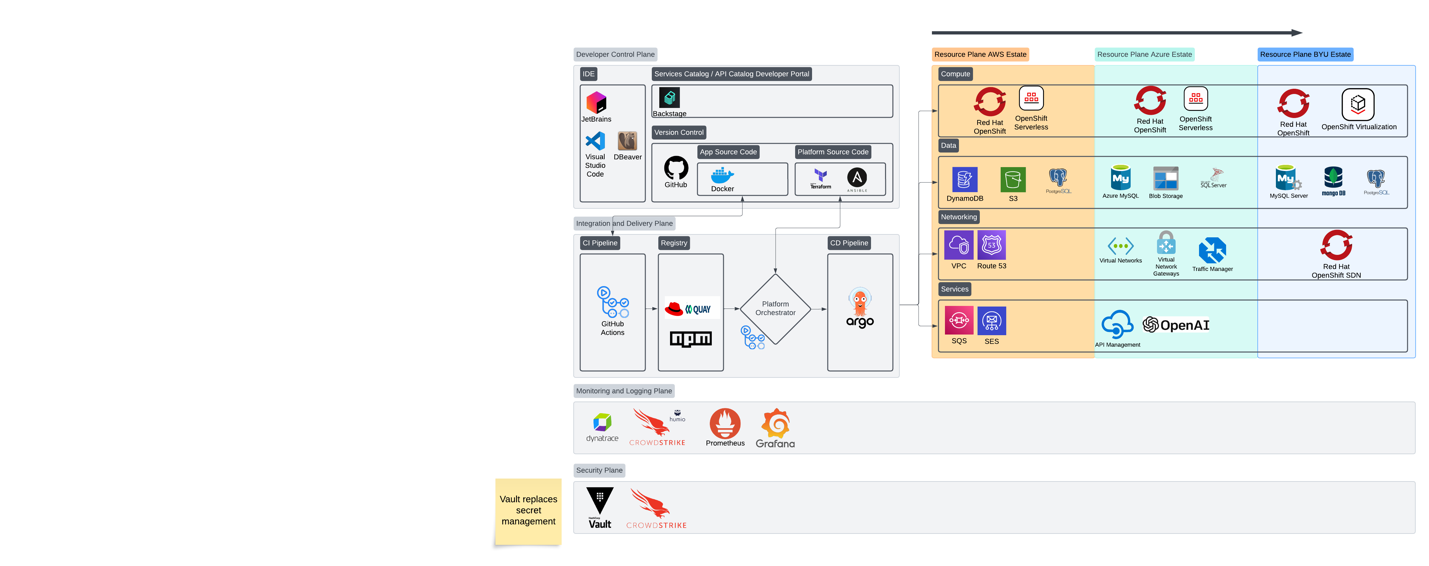 Developer Control Plane
IDE
JetBrains
Visual
Studio
Code
DBeaver
Services Catalog / API Catalog Developer Portal
Backstage
Version Control
GitHub
App Source Code
Docker
Platform Source Code
Terraform
ANSIBLE
Integration and Delivery Plane
CI Pipeline
GitHub
Actions
Registry
QUAY
npm
Platform
Orchestrator
CD Pipeline
argo
Resource Plane AWS Estate
Resource Plane Azure Estate
Resource Plane BYU Estate
Compute
Red Hat
OpenShift
OpenShift
Serverless
Red Hat
OpenShift
OpenShift
Serverless
Red Hat
OpenShift
OpenShift Virtualization
Data
DynamoDB
S3
PostgreSQL
My
Azure MySQL
Blob Storage
SQL Server
My
MySQL Server
mongo DB
PostgreSQL
Networking
VPC
53
Route 53
Virtual Networks
Virtual
Network
Gateways
Traffic Manager
Red Hat
OpenShift SDN
Services
SQS
SES
API Management
OpenAI
Monitoring and Logging Plane
dynatrace
humio
CROWDSTRIKE
Prometheus
Grafana
Security Plane
Vault replaces
secret
management
Vault
CROWDSTRIKE